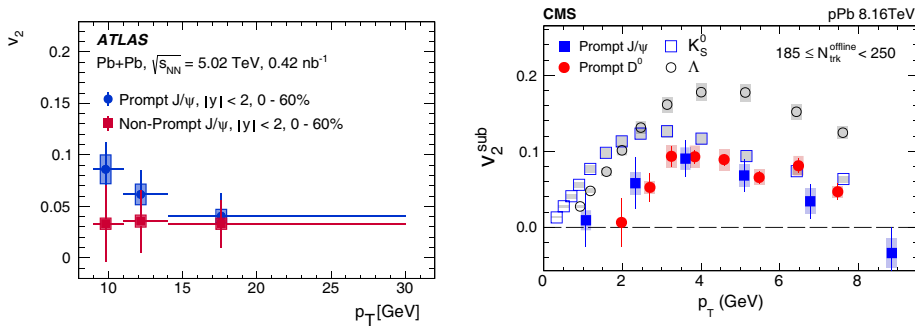 v₂
ATLAS
Pb+Pb, √sNN = 5.02 TeV, 0.42 nb⁻¹
Prompt J/ψ, |y| < 2, 0 - 60%
Non-Prompt J/ψ, |y| < 2, 0 - 60%
0.2
0.15
0.1
0.05
0
10 15 20 25 30
pT [GeV]
CMS pPb 8.16TeV
Prompt J/ψ K⁰S
Prompt D⁰ Λ
185 ≤ Nₜᵣₖᵒᶠᶠˡⁱⁿᵉ < 250
v₂ˢᵘᵇ
0.2
0.1
0.0
0 2 4 6 8
pT (GeV)